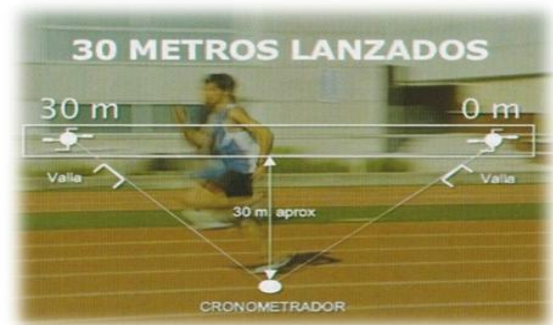 30 METROS LANZADOS
30 m
0 m
Valla
Valla
30 m. aprox
CRONOMETRADOR